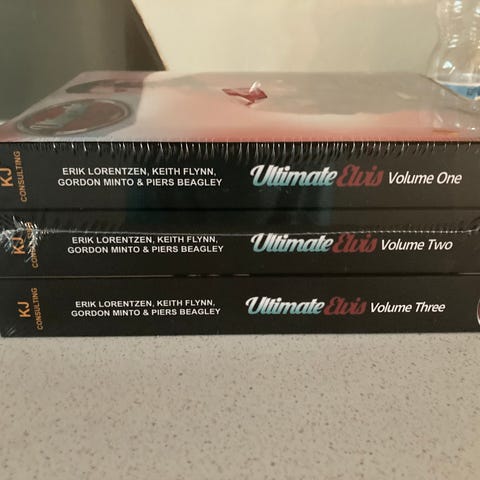 KJ
CONSULTING
ERIK LORENTZEN, KEITH FLYNN,
GORDON MINTO & PIERS BEAGLEY
Ultimate Elvis Volume One
KJ
ERIK LORENTZEN, KEITH FLYNN,
GORDON MINTO & PIERS BEAGLEY
Ultimate Elvis Volume Two
KJ
CONSULTING
ERIK LORENTZEN, KEITH FLYNN,
GORDON MINTO & PIERS BEAGLEY
Ultimate Elvis Volume Three